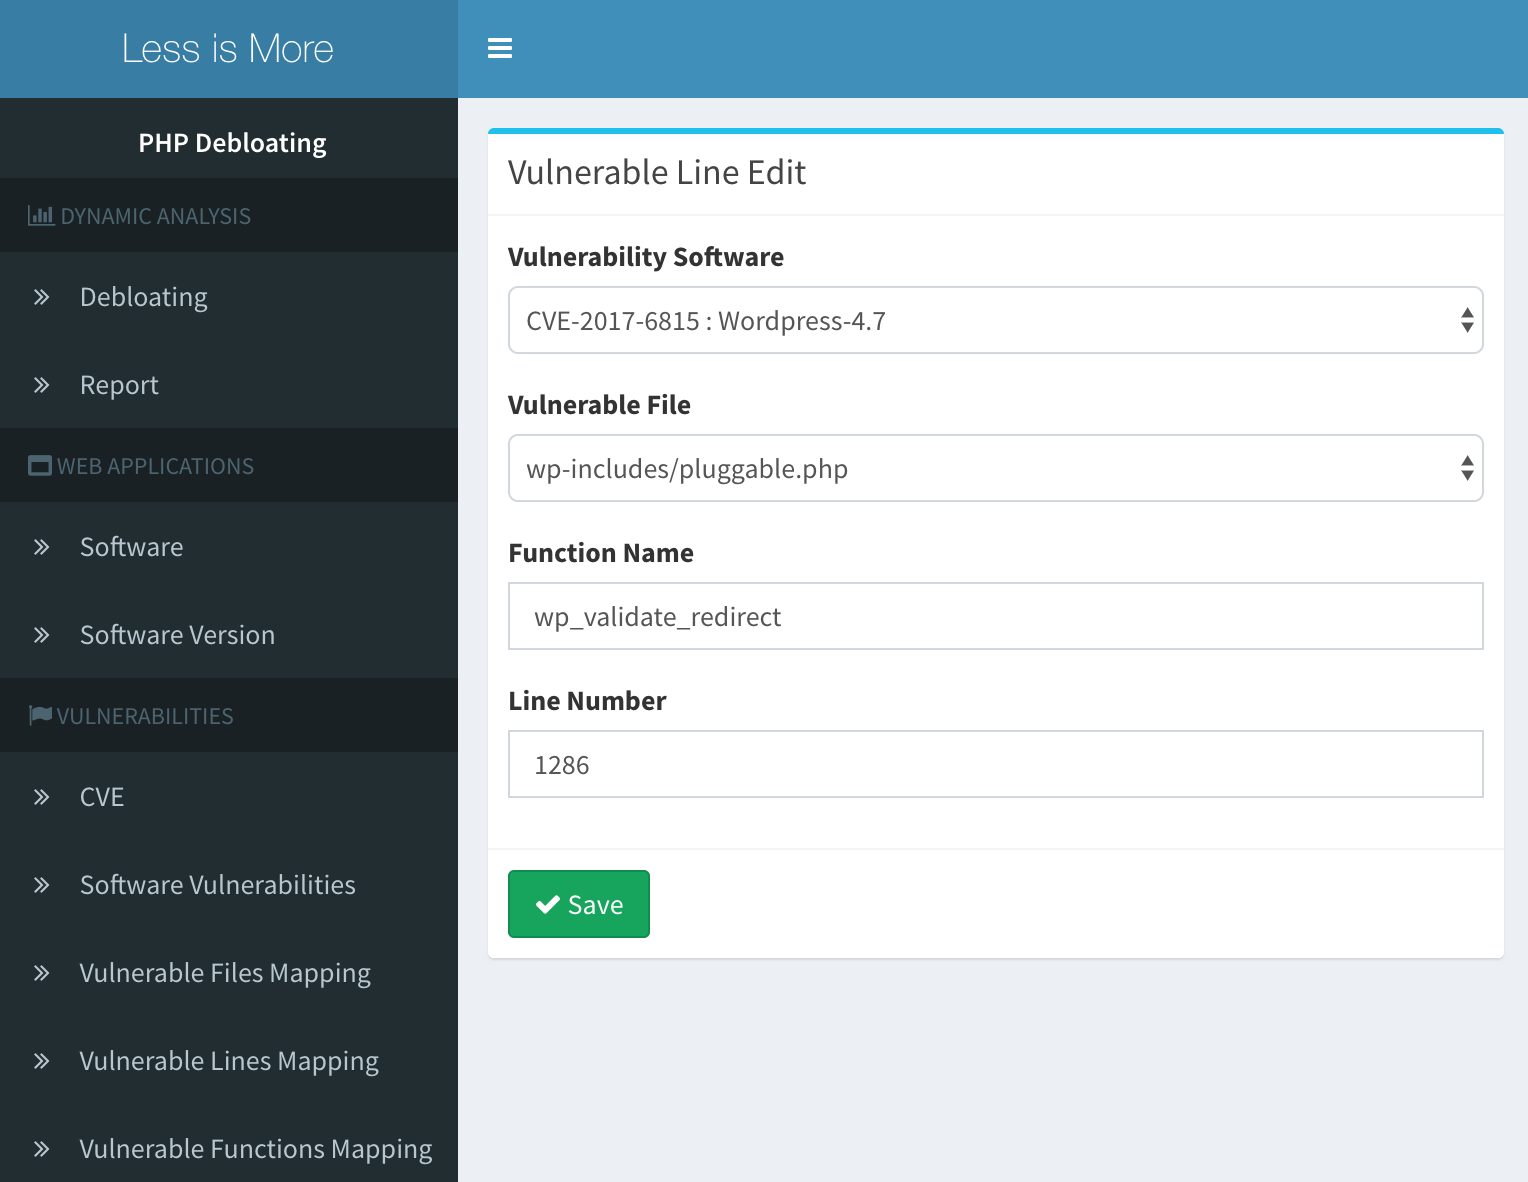 Less is More
PHP Debloating
DYNAMIC ANALYSIS
Debloating
Report
WEB APPLICATIONS
Software
Software Version
VULNERABILITIES
CVE
Software Vulnerabilities
Vulnerable Files Mapping
Vulnerable Lines Mapping
Vulnerable Functions Mapping
Vulnerable Line Edit
Vulnerability Software
CVE-2017-6815 : Wordpress-4.7
Vulnerable File
wp-includes/pluggable.php
Function Name
wp_validate_redirect
Line Number
1286
Save